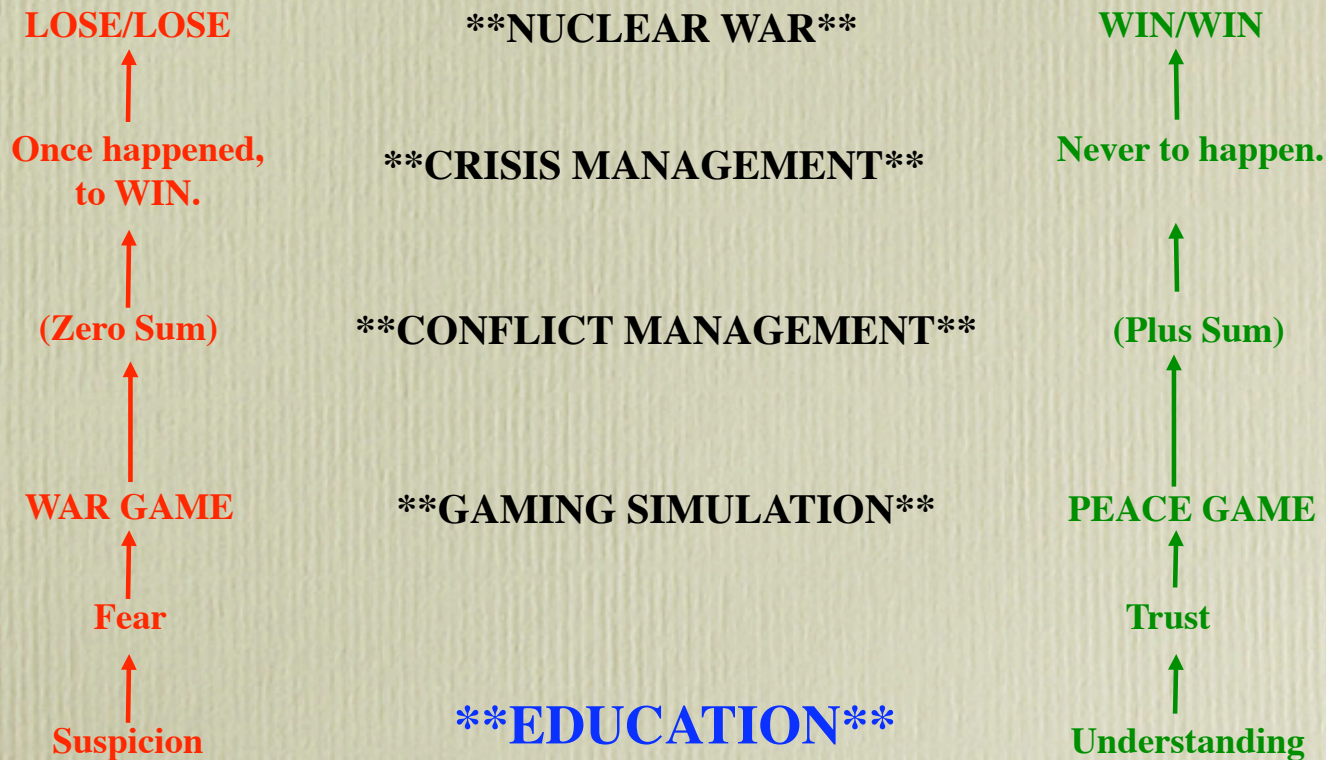 LOSE/LOSE **NUCLEAR WAR** WIN/WIN
Once happened,
to WIN.
**CRISIS MANAGEMENT** Never to happen.
(Zero Sum) **CONFLICT MANAGEMENT** (Plus Sum)
WAR GAME **GAMING SIMULATION** PEACE GAME
Fear Trust
Suspicion **EDUCATION** Understanding